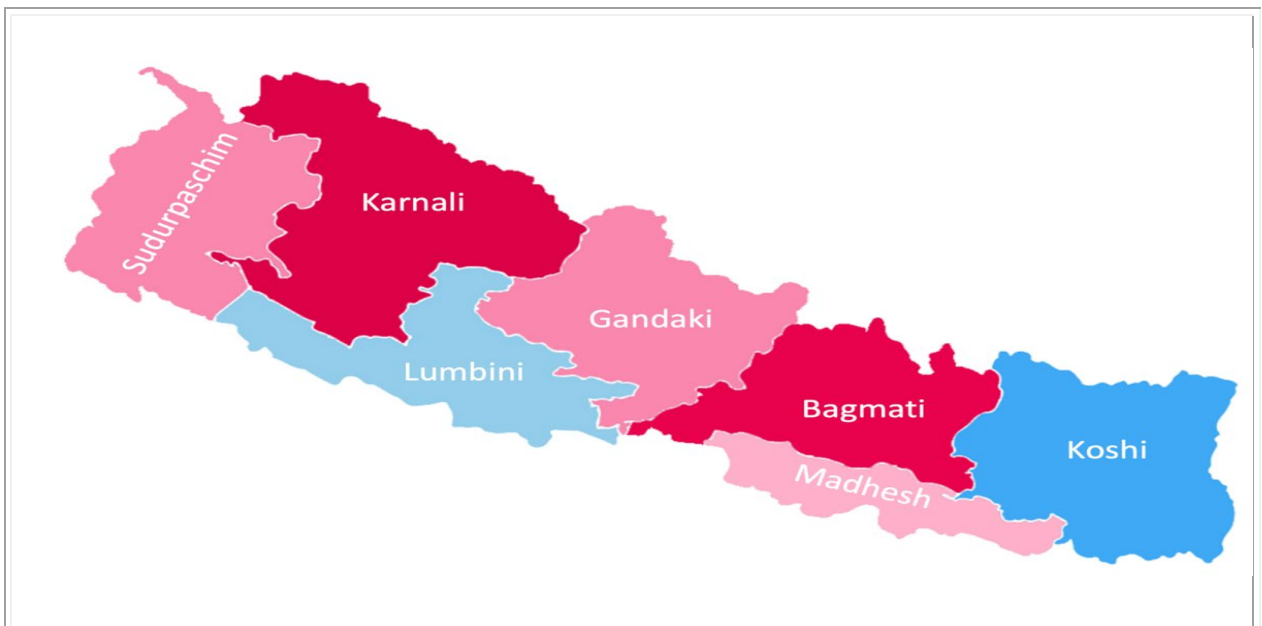 Sudurpaschim
Karnali
Gandaki
Lumbini
Bagmati
Koshi
Madhesh